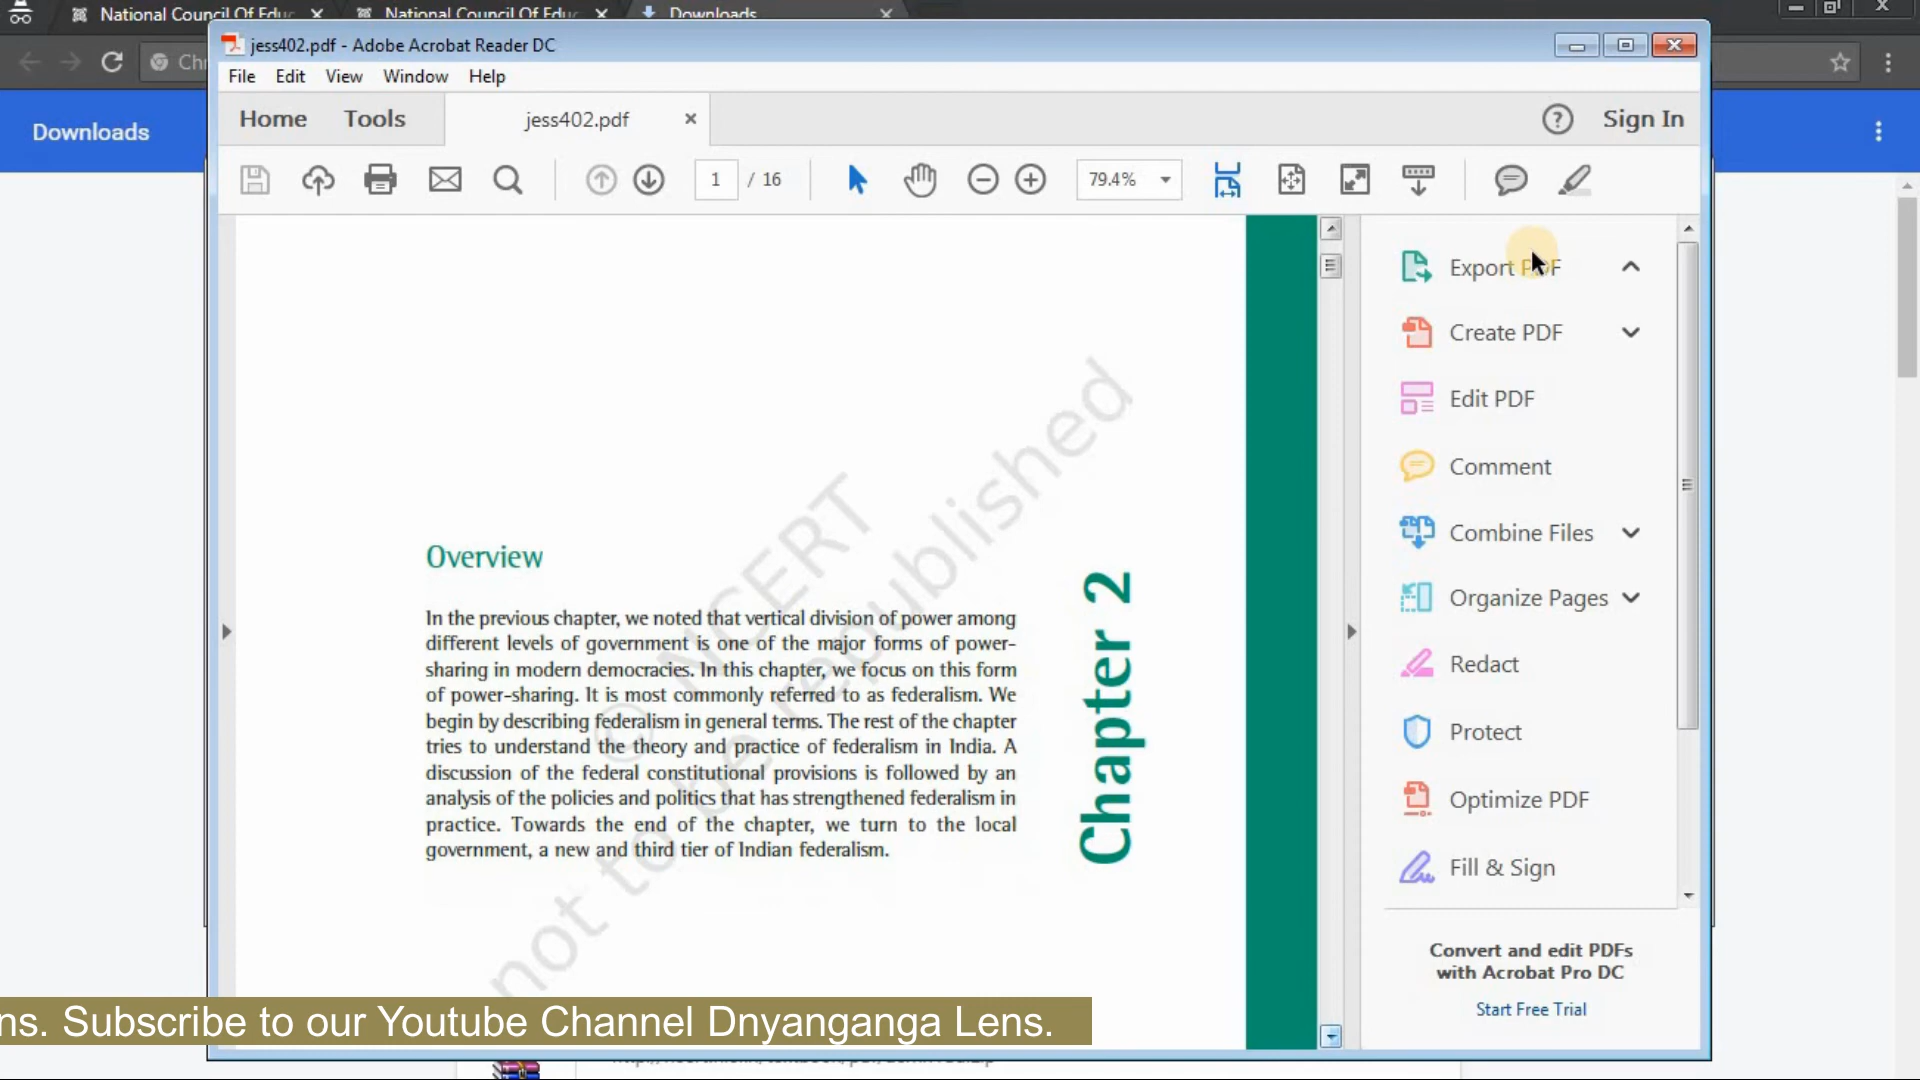 National Council Of Educ
National Council Of Educ
Downloads
jess402.pdf - Adobe Acrobat Reader DC
File Edit View Window Help
Home Tools jess402.pdf Sign In
1 / 16 79.4%
Downloads
Export PDF
Create PDF
Edit PDF
Comment
Combine Files
Organize Pages
Redact
Protect
Optimize PDF
Fill & Sign
Convert and edit PDFs
with Acrobat Pro DC
Start Free Trial
Overview
In the previous chapter, we noted that vertical division of power among
different levels of government is one of the major forms of power-
sharing in modern democracies. In this chapter, we focus on this form
of power-sharing. It is most commonly referred to as federalism. We
begin by describing federalism in general terms. The rest of the chapter
tries to understand the theory and practice of federalism in India. A
discussion of the federal constitutional provisions is followed by an
analysis of the policies and politics that has strengthened federalism in
practice. Towards the end of the chapter, we turn to the local
government, a new and third tier of Indian federalism.
Chapter 2
© NCERT
not to be republished
ns. Subscribe to our Youtube Channel Dnyanganga Lens.